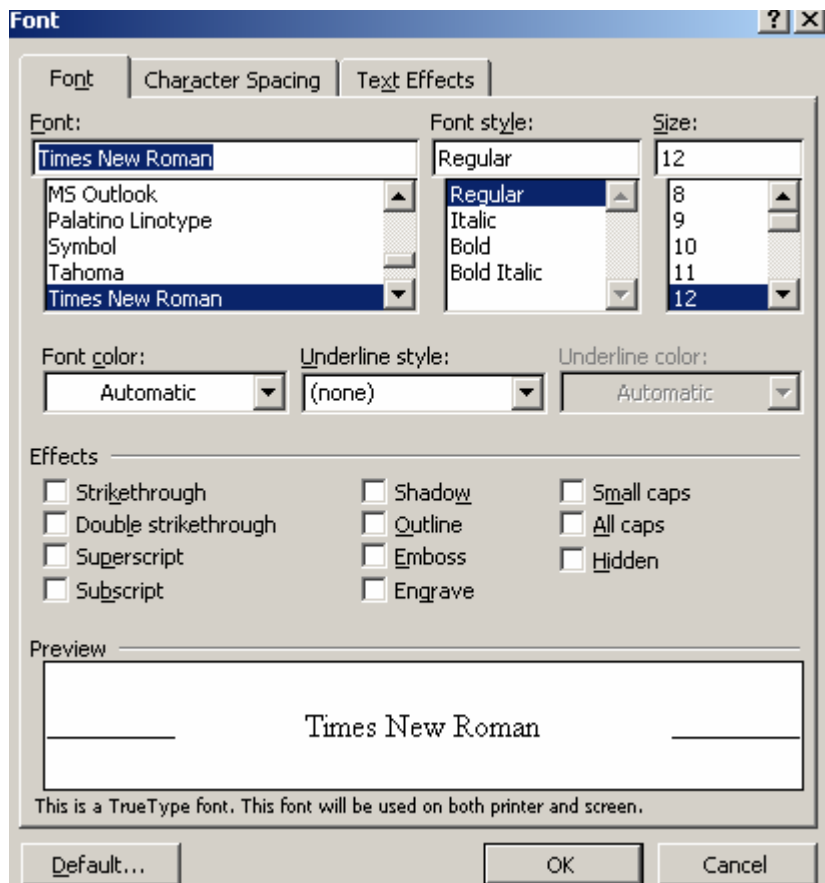 Font
Font Character Spacing Text Effects
Font: Font style: Size:
Times New Roman Regular 12
MS Outlook Regular 8
Palatino Linotype Italic 9
Symbol Bold 10
Tahoma Bold Italic 11
Times New Roman 12
Font color: Underline style: Underline color:
Automatic (none) Automatic
Effects
Strikethrough Shadow Small caps
Double strikethrough Outline All caps
Superscript Emboss Hidden
Subscript Engrave
Preview
Times New Roman
This is a TrueType font. This font will be used on both printer and screen.
Default... OK Cancel